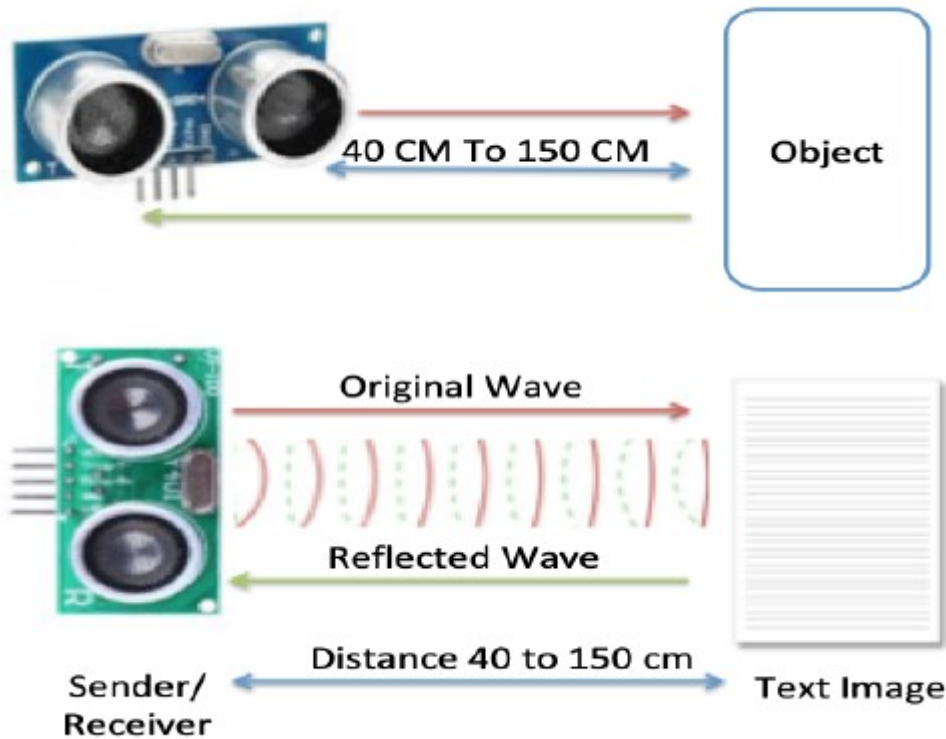 40 CM To 150 CM
Object
T
Original Wave
T
Reflected Wave
R
Distance 40 to 150 cm
Sender/
Receiver
Text Image